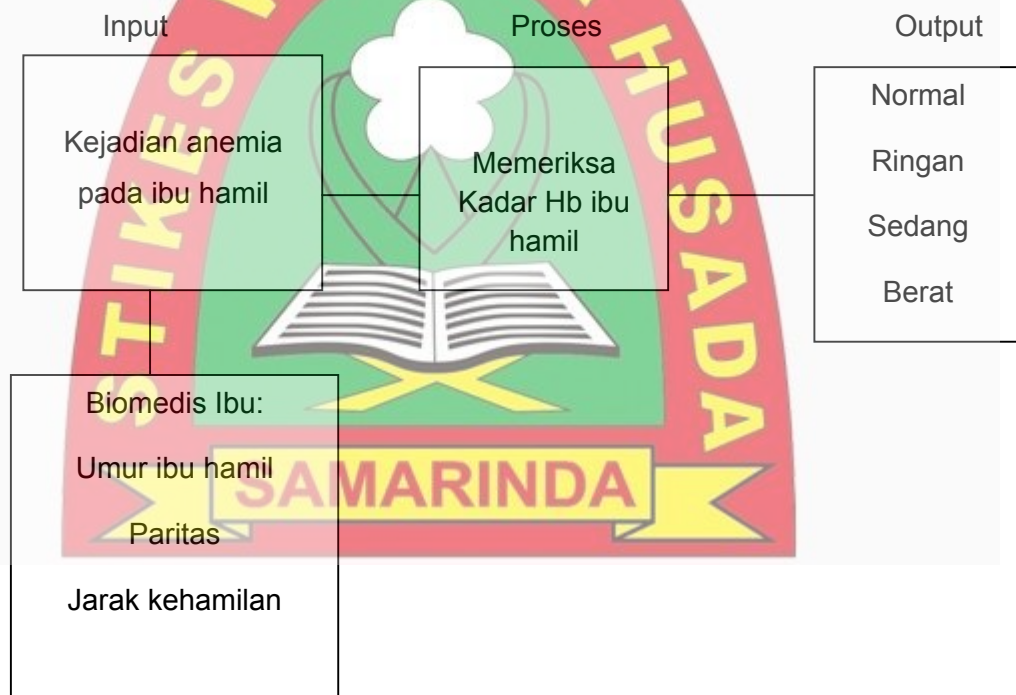 Input
Proses
Output
Kejadian anemia
pada ibu hamil
Memeriksa
Kadar Hb ibu
hamil
Normal
Ringan
Sedang
Berat
Biomedis Ibu:
Umur ibu hamil
Paritas
Jarak kehamilan
STIKES
HUSADA
SAMARINDA